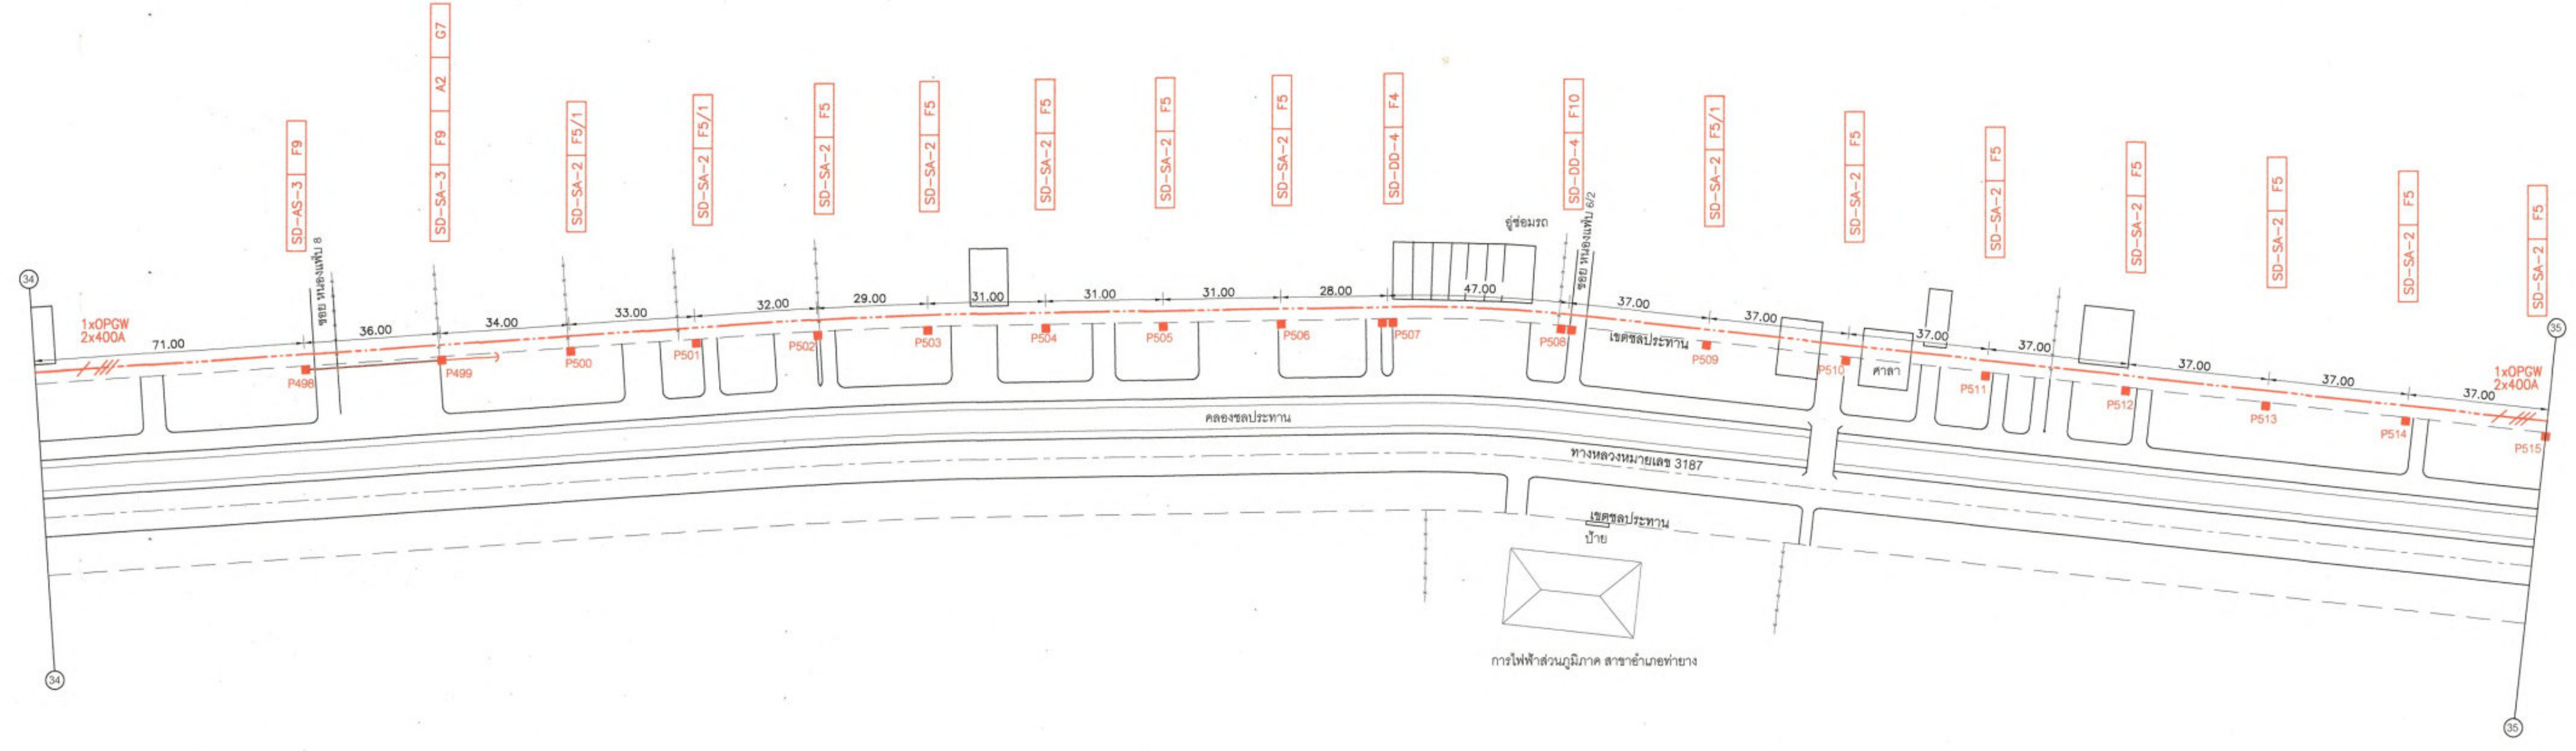 SD-AS-3 F9
SD-SA-3 F9 A2 G7
SD-SA-2 F5/1
SD-SA-2 F5/1
SD-SA-2 F5
SD-SA-2 F5
SD-SA-2 F5
SD-SA-2 F5
SD-SA-2 F5
SD-DD-4 F4
SD-DD-4 F10
SD-SA-2 F5/1
SD-SA-2 F5
SD-SA-2 F5
SD-SA-2 F5
SD-SA-2 F5
SD-SA-2 F5
SD-SA-2 F5
อู่ซ่อมรถ
ซอย หนองแฟบ 8
ซอย หนองแฟบ 6/2
34
35
1xOPGW
2x400A
71.00
36.00
34.00
33.00
32.00
29.00
31.00
31.00
31.00
28.00
47.00
37.00
37.00
37.00
37.00
37.00
37.00
37.00
1xOPGW
2x400A
P498
P499
P500
P501
P502
P503
P504
P505
P506
P507
P508
P509
P510
P511
P512
P513
P514
P515
เขตชลประทาน
ศาลา
คลองชลประทาน
ทางหลวงหมายเลข 3187
เขตชลประทาน
ป้าย
การไฟฟ้าส่วนภูมิภาค สาขาอำเภอท่ายาง
34
35